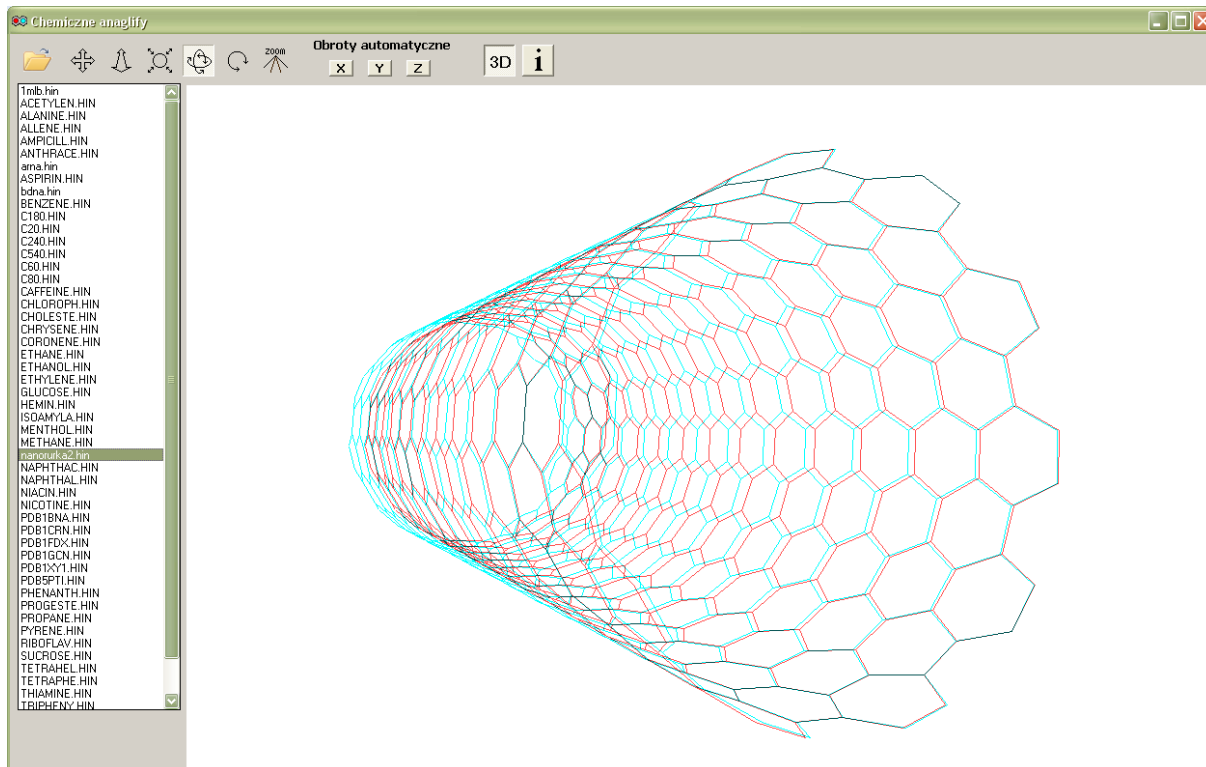 Chemiczne anaglify
zoom
Obroty automatyczne
X Y Z
3D i
1mlb.hin
ACETYLEN.HIN
ALANINE.HIN
ALLENE.HIN
AMPICILL.HIN
ANTHRACE.HIN
arna.hin
ASPIRIN.HIN
bdna.hin
BENZENE.HIN
C180.HIN
C20.HIN
C240.HIN
C540.HIN
C60.HIN
C80.HIN
CAFFEINE.HIN
CHLOROPH.HIN
CHOLESTE.HIN
CHRYSENE.HIN
CORONENE.HIN
ETHANE.HIN
ETHANOL.HIN
ETHYLENE.HIN
GLUCOSE.HIN
HEMIN.HIN
ISOAMYLA.HIN
MENTHOL.HIN
METHANE.HIN
nanorurka2.hin
NAPHTHAC.HIN
NAPHTHAL.HIN
NIACIN.HIN
NICOTINE.HIN
PDB1BNA.HIN
PDB1CRN.HIN
PDB1FDX.HIN
PDB1GCN.HIN
PDB1XY1.HIN
PDB5PTI.HIN
PHENANTH.HIN
PROGESTE.HIN
PROPANE.HIN
PYRENE.HIN
RIBOFLAV.HIN
SUCROSE.HIN
TETRAHEL.HIN
TETRAPHE.HIN
THIAMINE.HIN
TRIPHENY.HIN